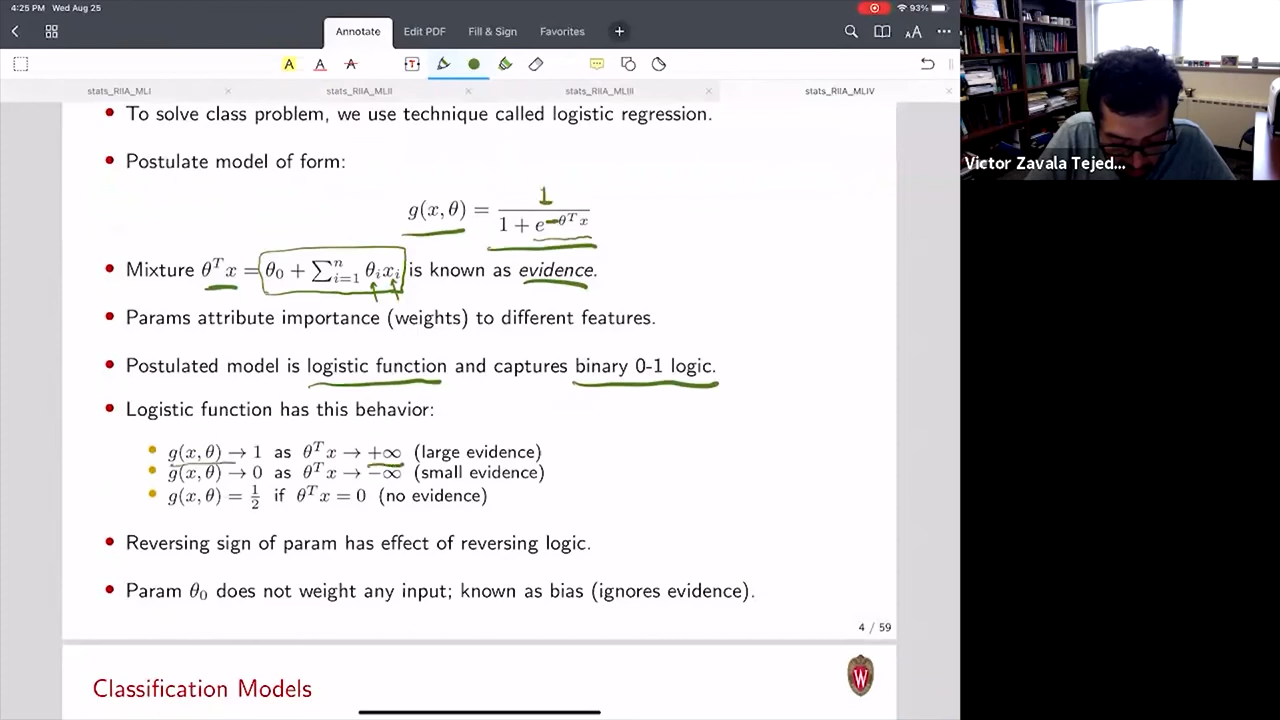 4:25 PM Wed Aug 25
93%
Annotate Edit PDF Fill & Sign Favorites
stats_RIIA_MLI stats_RIIA_MLII stats_RIIA_MLIII stats_RIIA_MLIV
• To solve class problem, we use technique called logistic regression.
• Postulate model of form:
g(x, θ) = 1 / (1 + e^{−θ^T x})
• Mixture θ^T x = θ_0 + ∑_{i=1}^n θ_i x_i is known as evidence.
• Params attribute importance (weights) to different features.
• Postulated model is logistic function and captures binary 0-1 logic.
• Logistic function has this behavior:
• g(x, θ) → 1 as θ^T x → +∞ (large evidence)
• g(x, θ) → 0 as θ^T x → −∞ (small evidence)
• g(x, θ) = 1/2 if θ^T x = 0 (no evidence)
• Reversing sign of param has effect of reversing logic.
• Param θ_0 does not weight any input; known as bias (ignores evidence).
4 / 59
Classification Models
W
Victor Zavala Tejed...